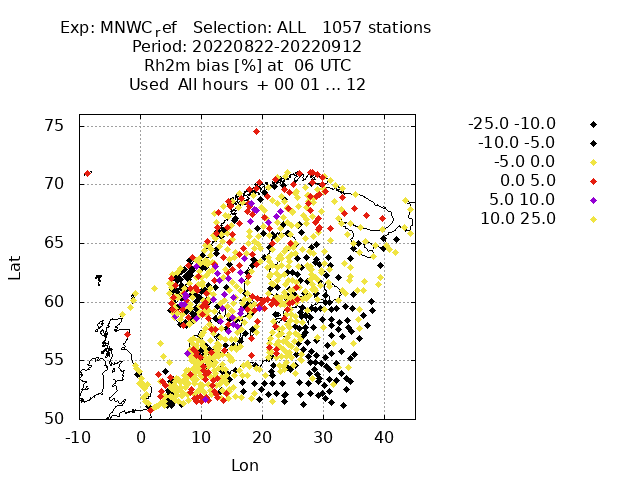 Exp: MNWCref Selection: ALL 1057 stations
Period: 20220822-20220912
Rh2m bias [%] at 06 UTC
Used All hours + 00 01 ... 12
-25.0 -10.0
-10.0 -5.0
-5.0 0.0
0.0 5.0
5.0 10.0
10.0 25.0
75
70
65
60
55
50
Lat
-10 0 10 20 30 40
Lon